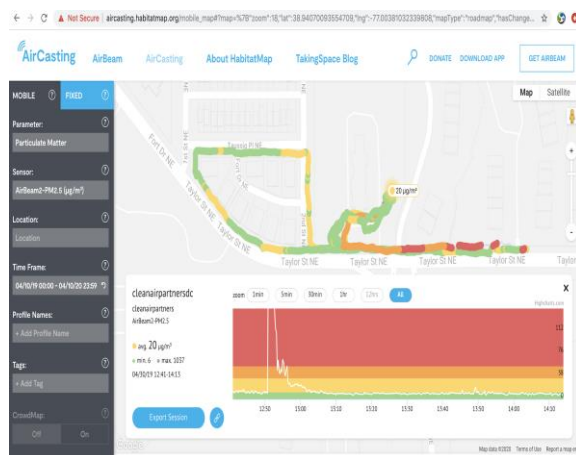 Not Secure | aircasting.habitatmap.org/mobile_map#?map=%7B"zoom":18,"lat":38.94070093554709,"lng":-77.00381032339808,"mapType":"roadmap","hasChange...
AirCasting
AirBeam
AirCasting
About HabitatMap
TakingSpace Blog
DONATE
DOWNLOAD APP
GET AIRBEAM
MOBILE
FIXED
Map
Satellite
Parameter:
Particulate Matter
Sensor:
AirBeam2-PM2.5 (µg/m³)
Location:
Location
Time Frame:
04/10/19 00:00 - 04/10/20 23:59
Profile Names:
+ Add Profile Name
Tags:
+ Add Tag
CrowdMap:
Off
On
Fort Dr NE
Taylor St NE
Taylor St NE
Taylor St NE
Taylor St NE
Taylor St NE
20 µg/m³
cleanairpartnersdc
cleanairpartners
AirBeam2-PM2.5
avg. 20 µg/m³
min. 6
max. 1057
04/10/19 12:41-14:13
Export Session
zoom
1min
5min
30min
1hr
12hrs
All
X
112
12:50
13:00
13:10
13:20
13:30
13:40
13:50
14:00
14:10
Map data ©2020
Terms of Use
Report a map e